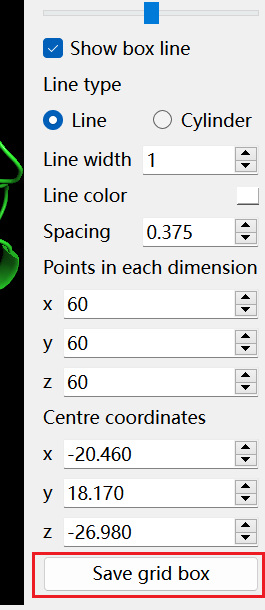 Show box line
Line type
Line Cylinder
Line width 1
Line color
Spacing 0.375
Points in each dimension
x 60
y 60
z 60
Centre coordinates
x -20.460
y 18.170
z -26.980
Save grid box